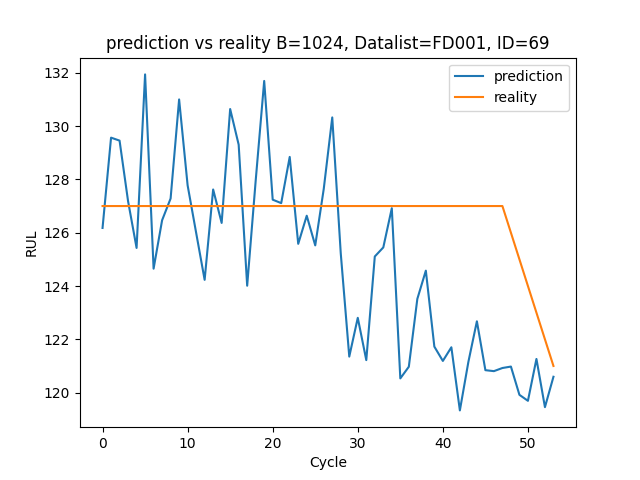 prediction vs reality B=1024, Datalist=FD001, ID=69
prediction
reality
132
130
128
126
124
122
120
RUL
0
10
20
30
40
50
Cycle